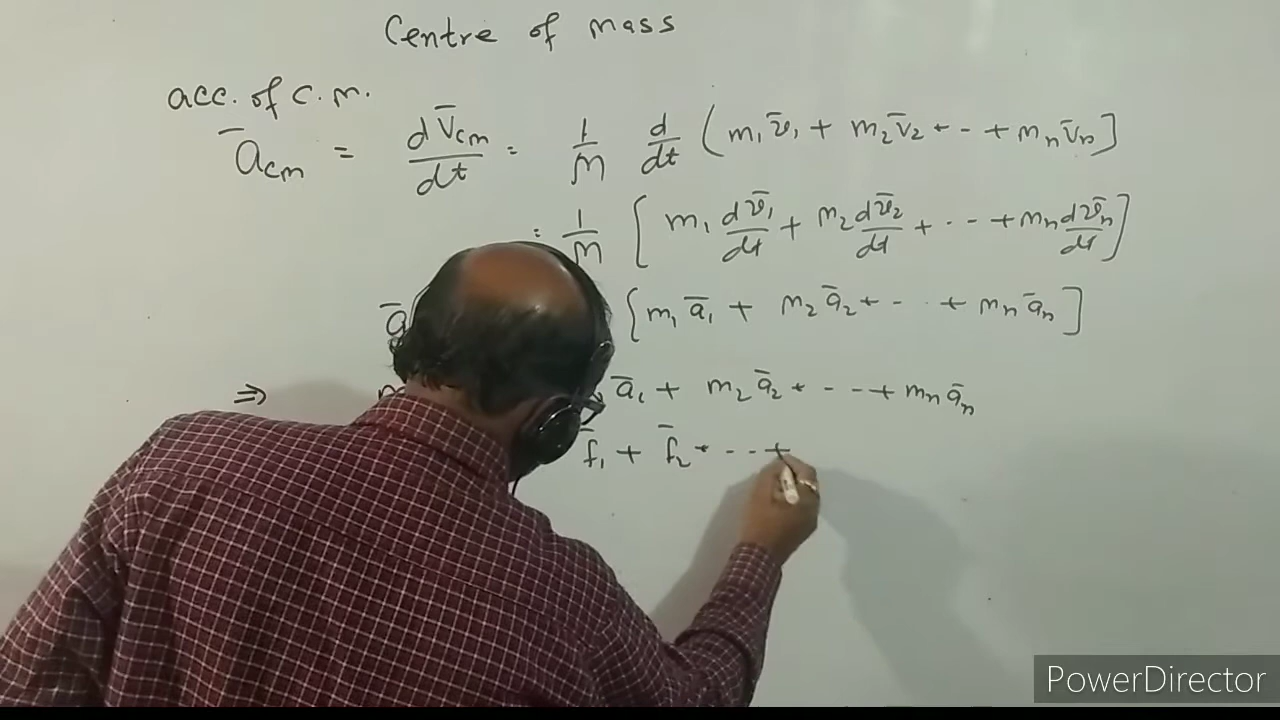 Centre of mass
acc. of c.m.
a̅cm = dv̅cm/dt = 1/M d/dt (m₁v̅₁ + m₂v̅₂ + -- + mₙv̅ₙ]
= 1/M [m₁ dv̅₁/dt + m₂ dv̅₂/dt + --- + mₙ dv̅ₙ/dt]
a̅ [m₁a̅₁ + m₂a̅₂ + - - + mₙa̅ₙ]
⇒ a̅₁ + m₂a̅₂ + --- + mₙa̅ₙ
f̅₁ + f̅₂ + --- +
PowerDirector